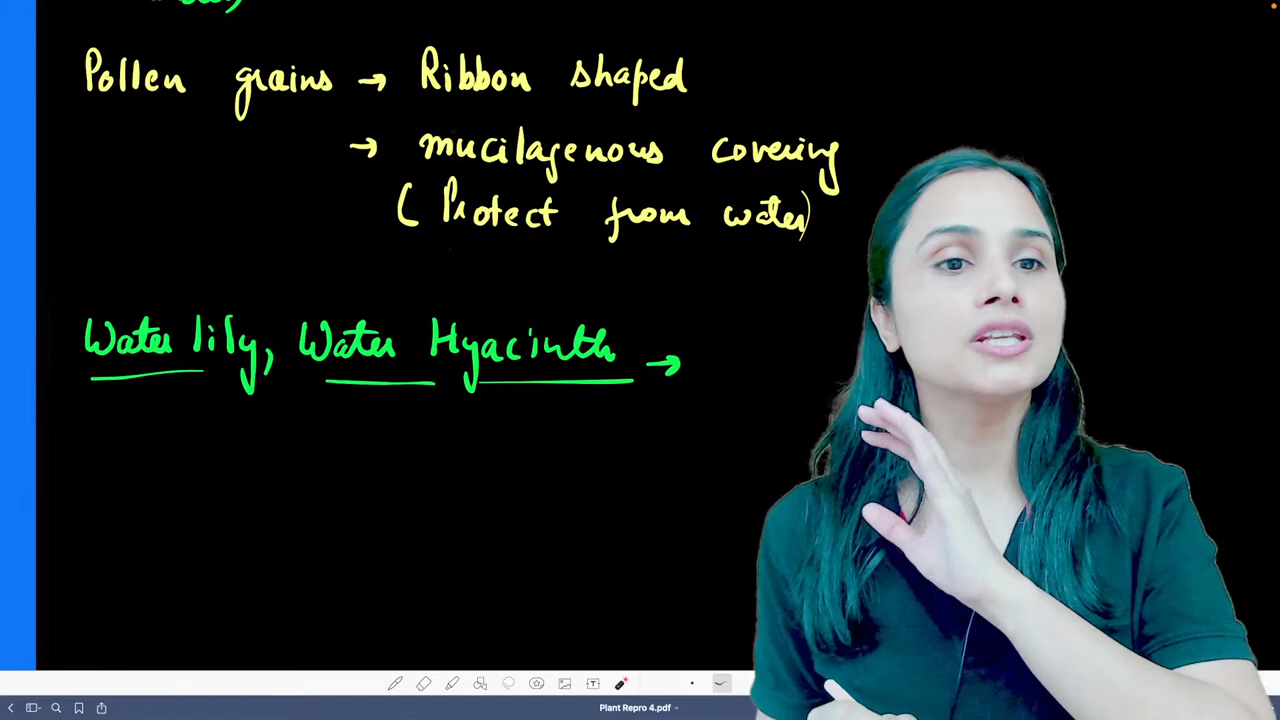 Pollen grains → Ribbon shaped
→ mucilagenous covering
( Protect from water)
Water lily, Water Hyacinth →
Plant Repro 4.pdf